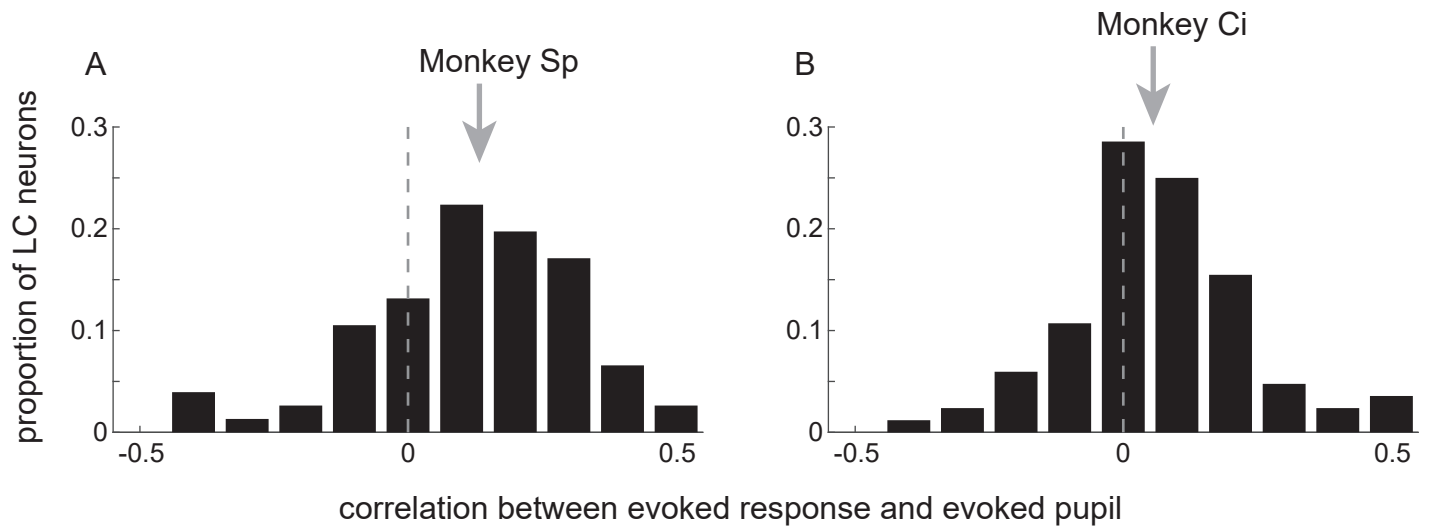 A
Monkey Sp
0.3
0.2
0.1
0
-0.5
0
0.5
proportion of LC neurons
B
Monkey Ci
0.3
0.2
0.1
0
-0.5
0
0.5
correlation between evoked response and evoked pupil